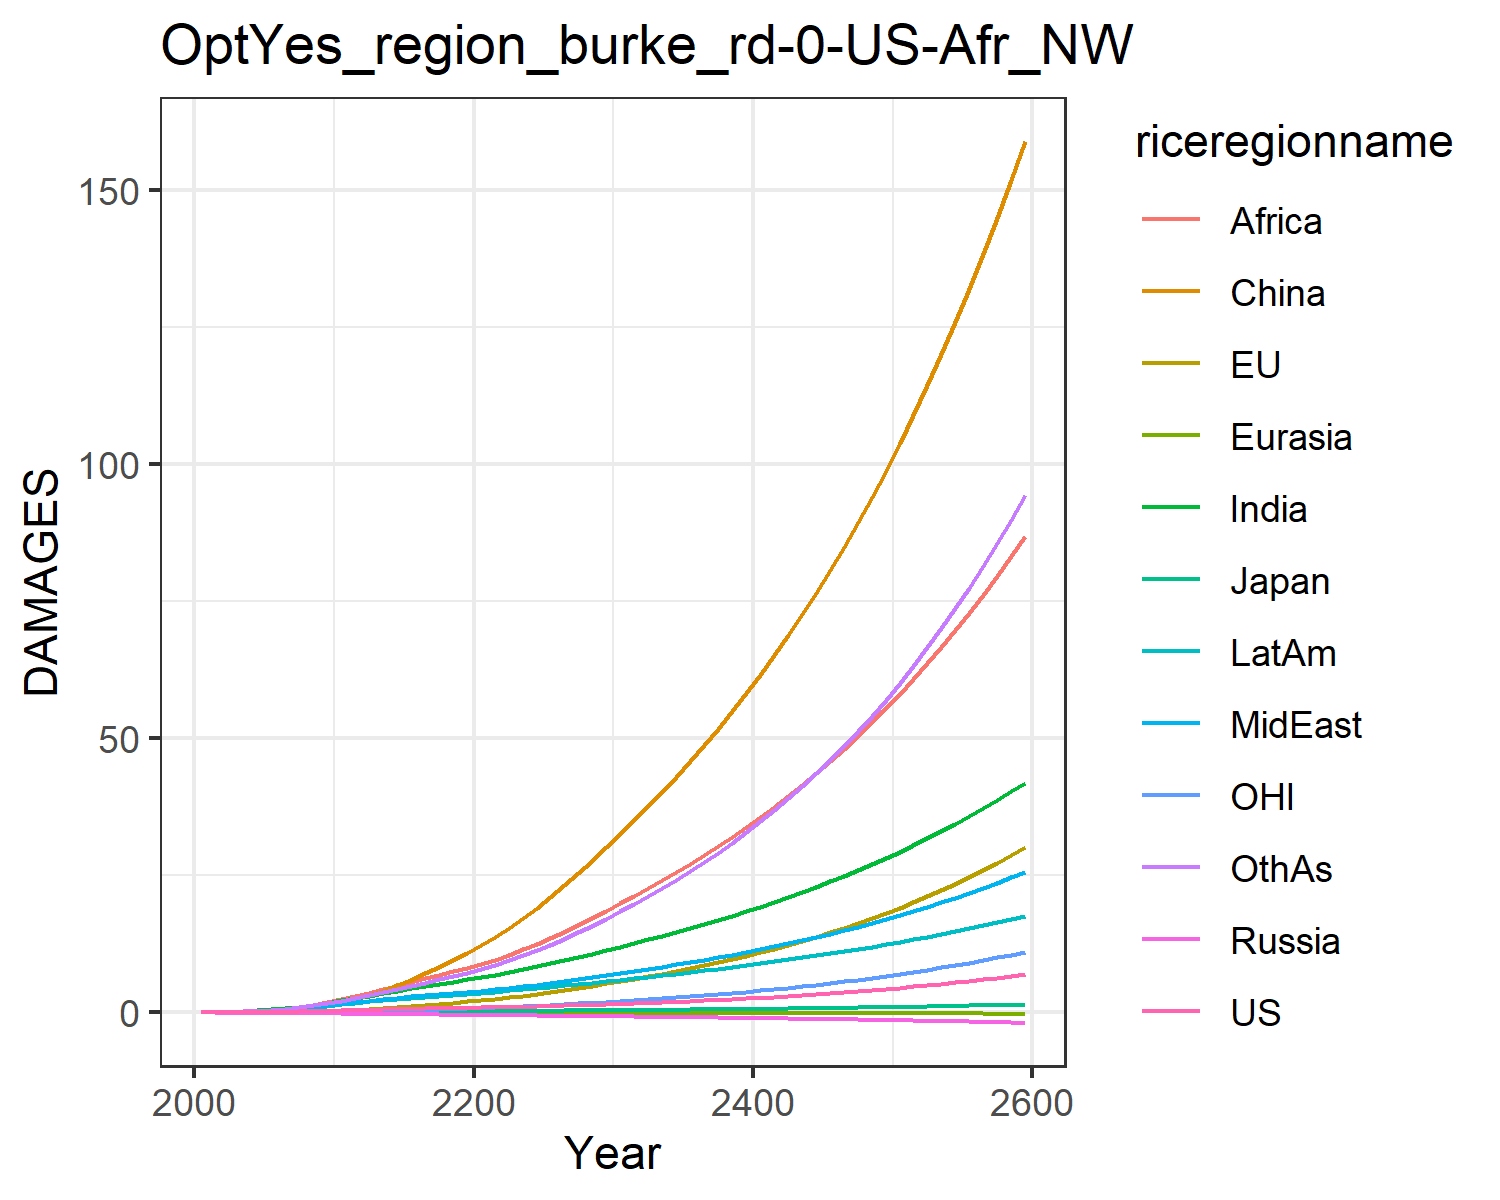 OptYes_region_burke_rd-0-US-Afr_NW
DAMAGES
150
100
50
0
2000
2200
2400
2600
Year
riceregionname
Africa
China
EU
Eurasia
India
Japan
LatAm
MidEast
OHI
OthAs
Russia
US